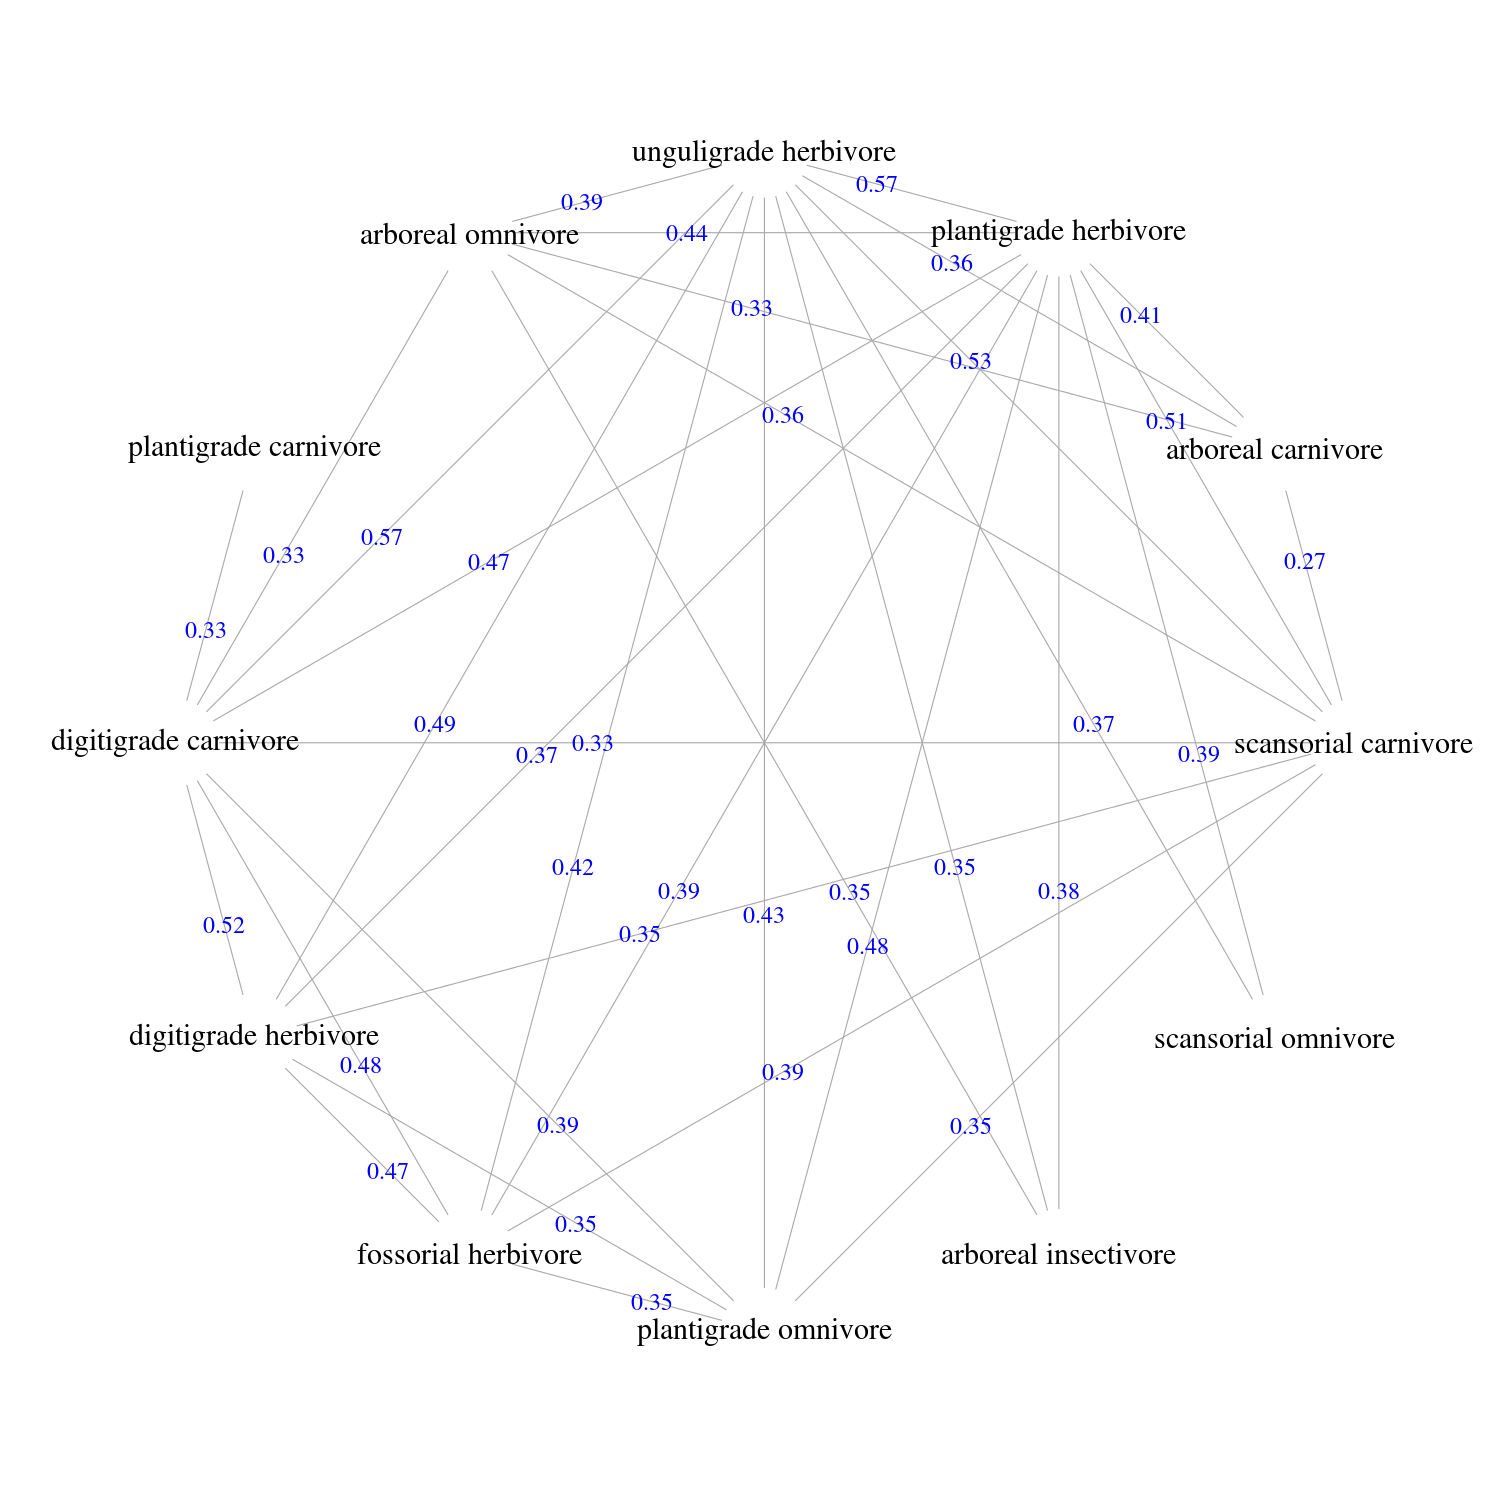 unguligrade herbivore
0.57
0.39
arboreal omnivore
0.44
plantigrade herbivore
0.36
0.33
0.41
0.53
0.36
0.51
plantigrade carnivore
arboreal carnivore
0.57
0.33
0.47
0.27
0.33
0.49
0.37
digitigrade carnivore
0.33
0.37
0.39
scansorial carnivore
0.42
0.35
0.39
0.35
0.38
0.43
0.52
0.35
0.48
digitigrade herbivore
scansorial omnivore
0.48
0.39
0.39
0.35
0.47
0.35
fossorial herbivore
arboreal insectivore
0.35
plantigrade omnivore